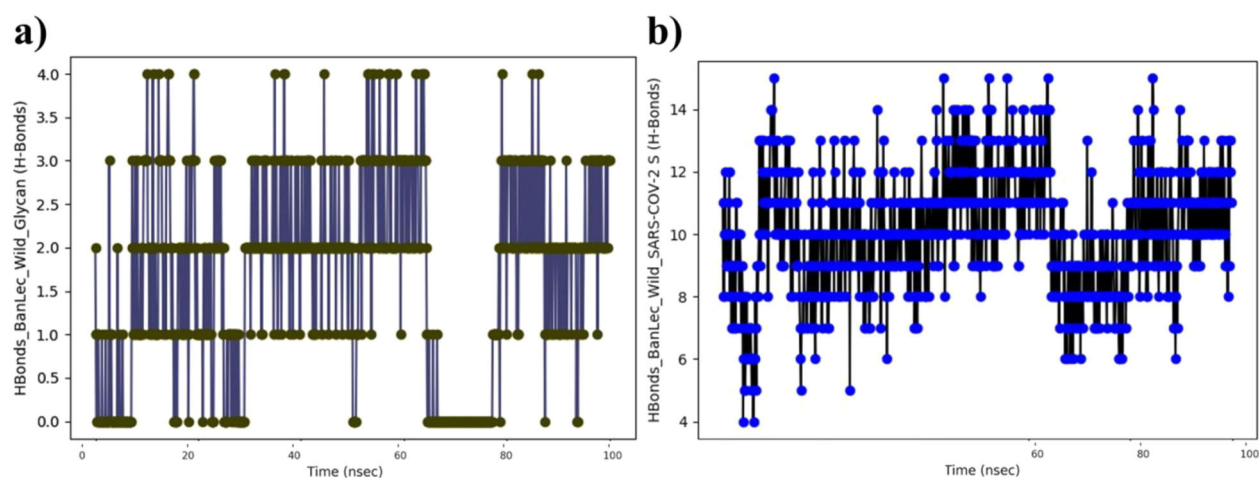 a)
HBonds_BanLec_Wild_Glycan (H-Bonds)
4.0
3.5
3.0
2.5
2.0
1.5
1.0
0.5
0.0
0 20 40 60 80 100
Time (nsec)
b)
HBonds_BanLec_Wild_SARS-COV-2 S (H-Bonds)
14
12
10
8
6
4
60 80 100
Time (nsec)